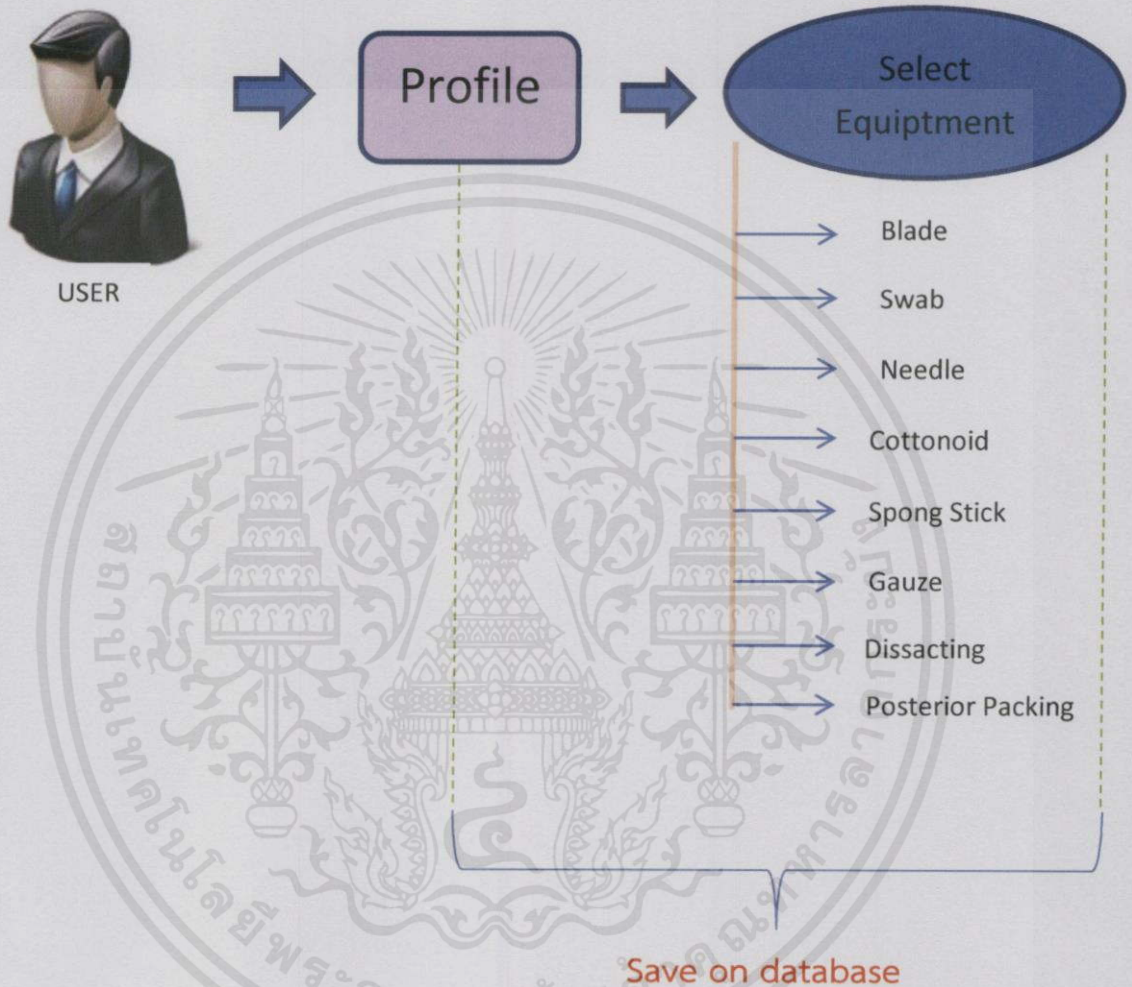 USER
Profile
Select
Equiptment
Blade
Swab
Needle
Cottonoid
Spong Stick
Gauze
Dissacting
Posterior Packing
Save on database